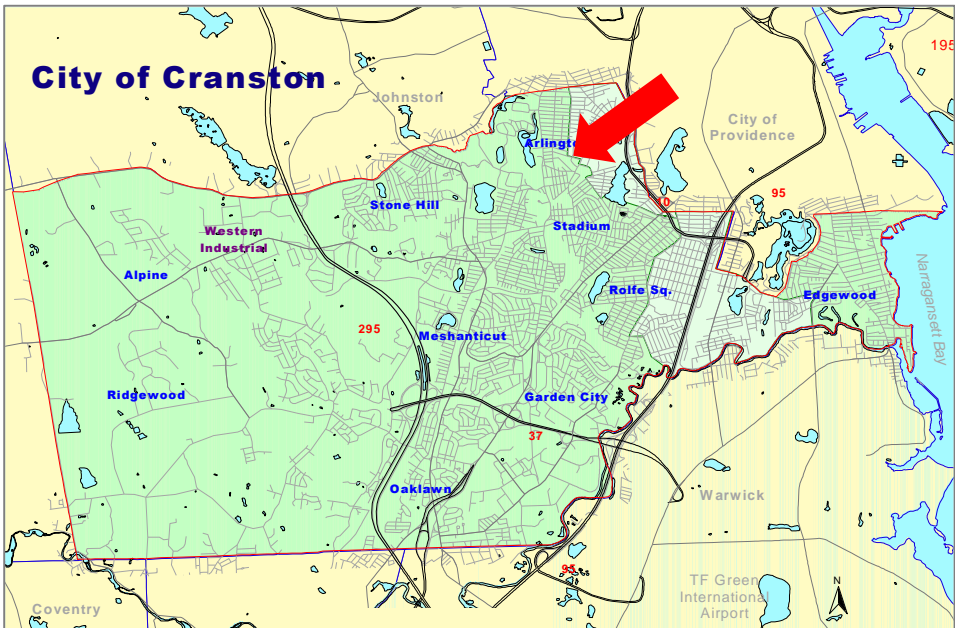 195
City of Cranston
Johnston
City of
Providence
Arlingto
95
10
Stone Hill
Stadium
Western
Industrial
Alpine
Rolfe Sq.
Edgewood
Narragansett Bay
295
Meshanticut
Ridgewood
Garden City
37
Oaklawn
Warwick
95
TF Green
International
Airport
N
Coventry